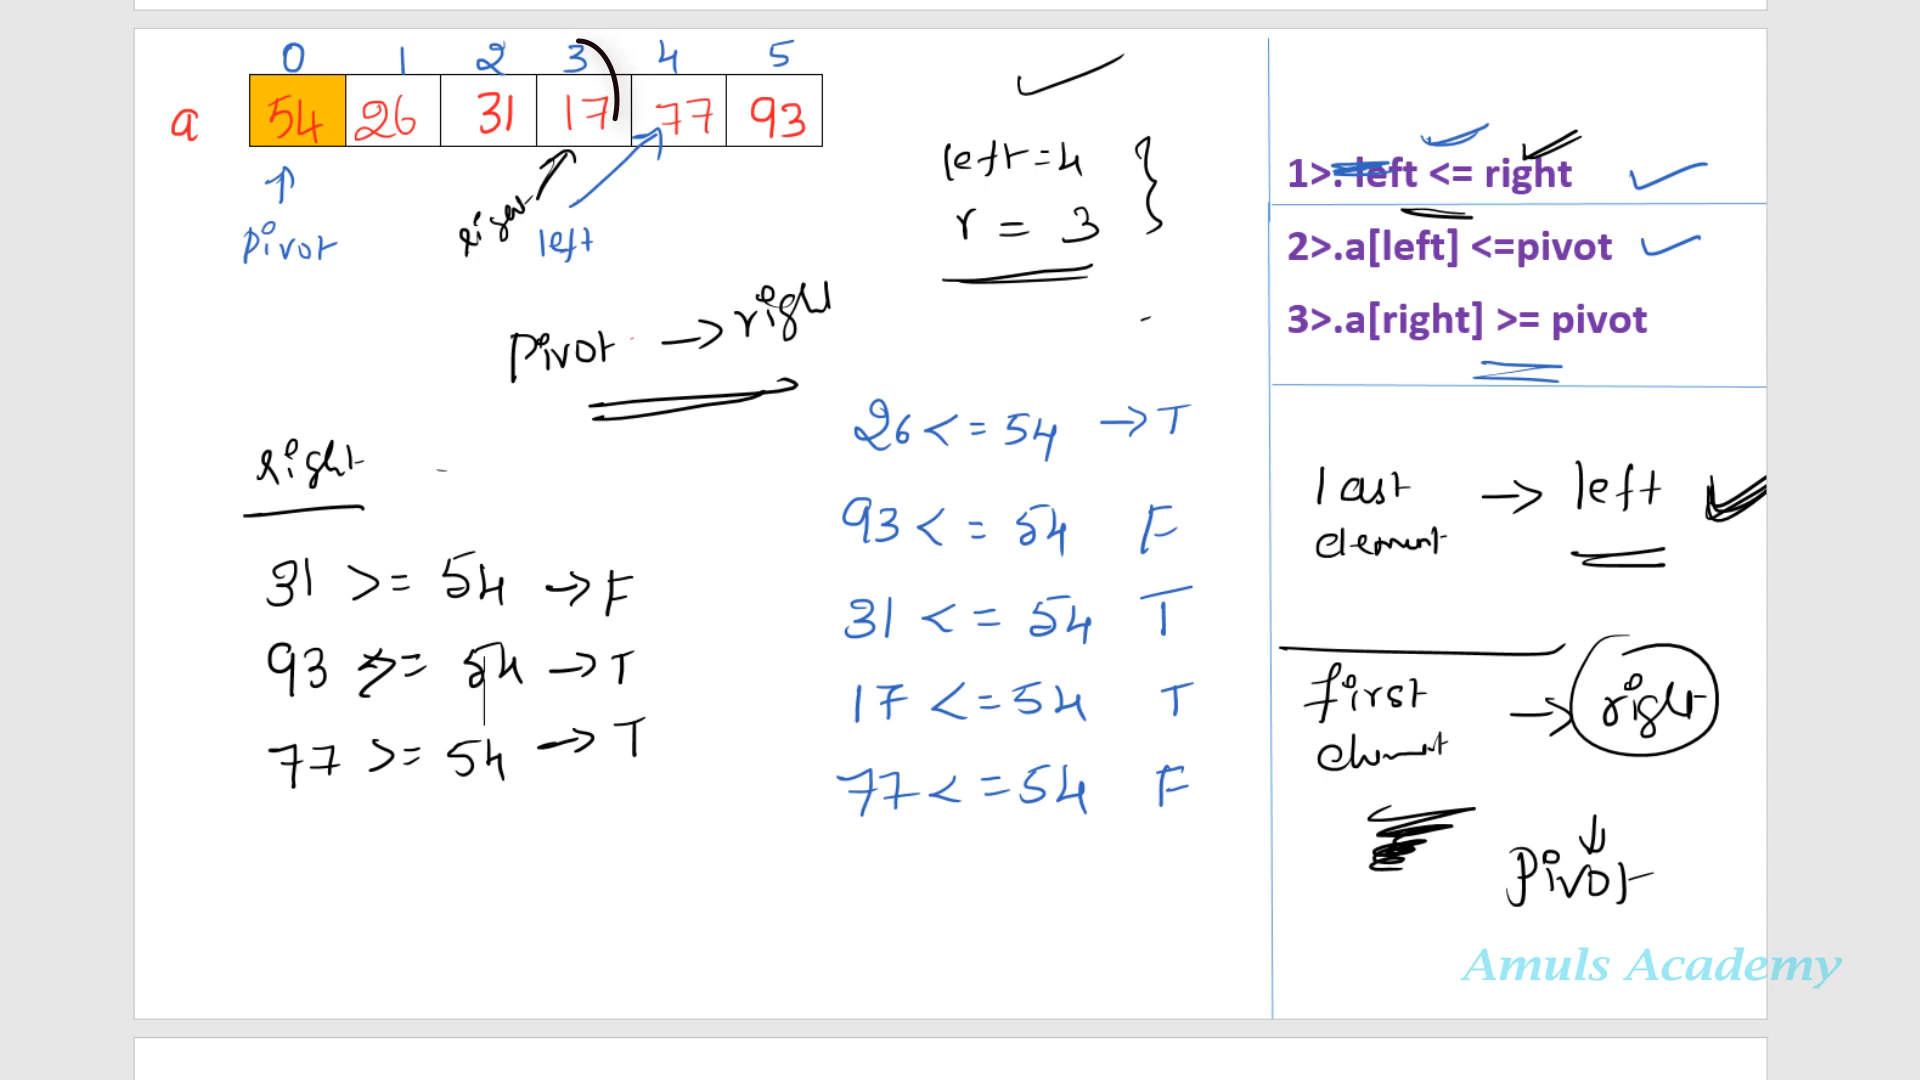 0 1 2 3 4 5
a 54 26 31 17 77 93
pivot right left
left = 4
r = 3
pivot → right
right
31 >= 54 → F
93 >= 54 → T
77 >= 54 → T
26 <= 54 → T
93 <= 54 F
31 <= 54 T
17 <= 54 T
77 <= 54 F
1>. left <= right
2>.a[left] <=pivot
3>.a[right] >= pivot
last element → left
first element → right
↓
pivot
Amuls Academy